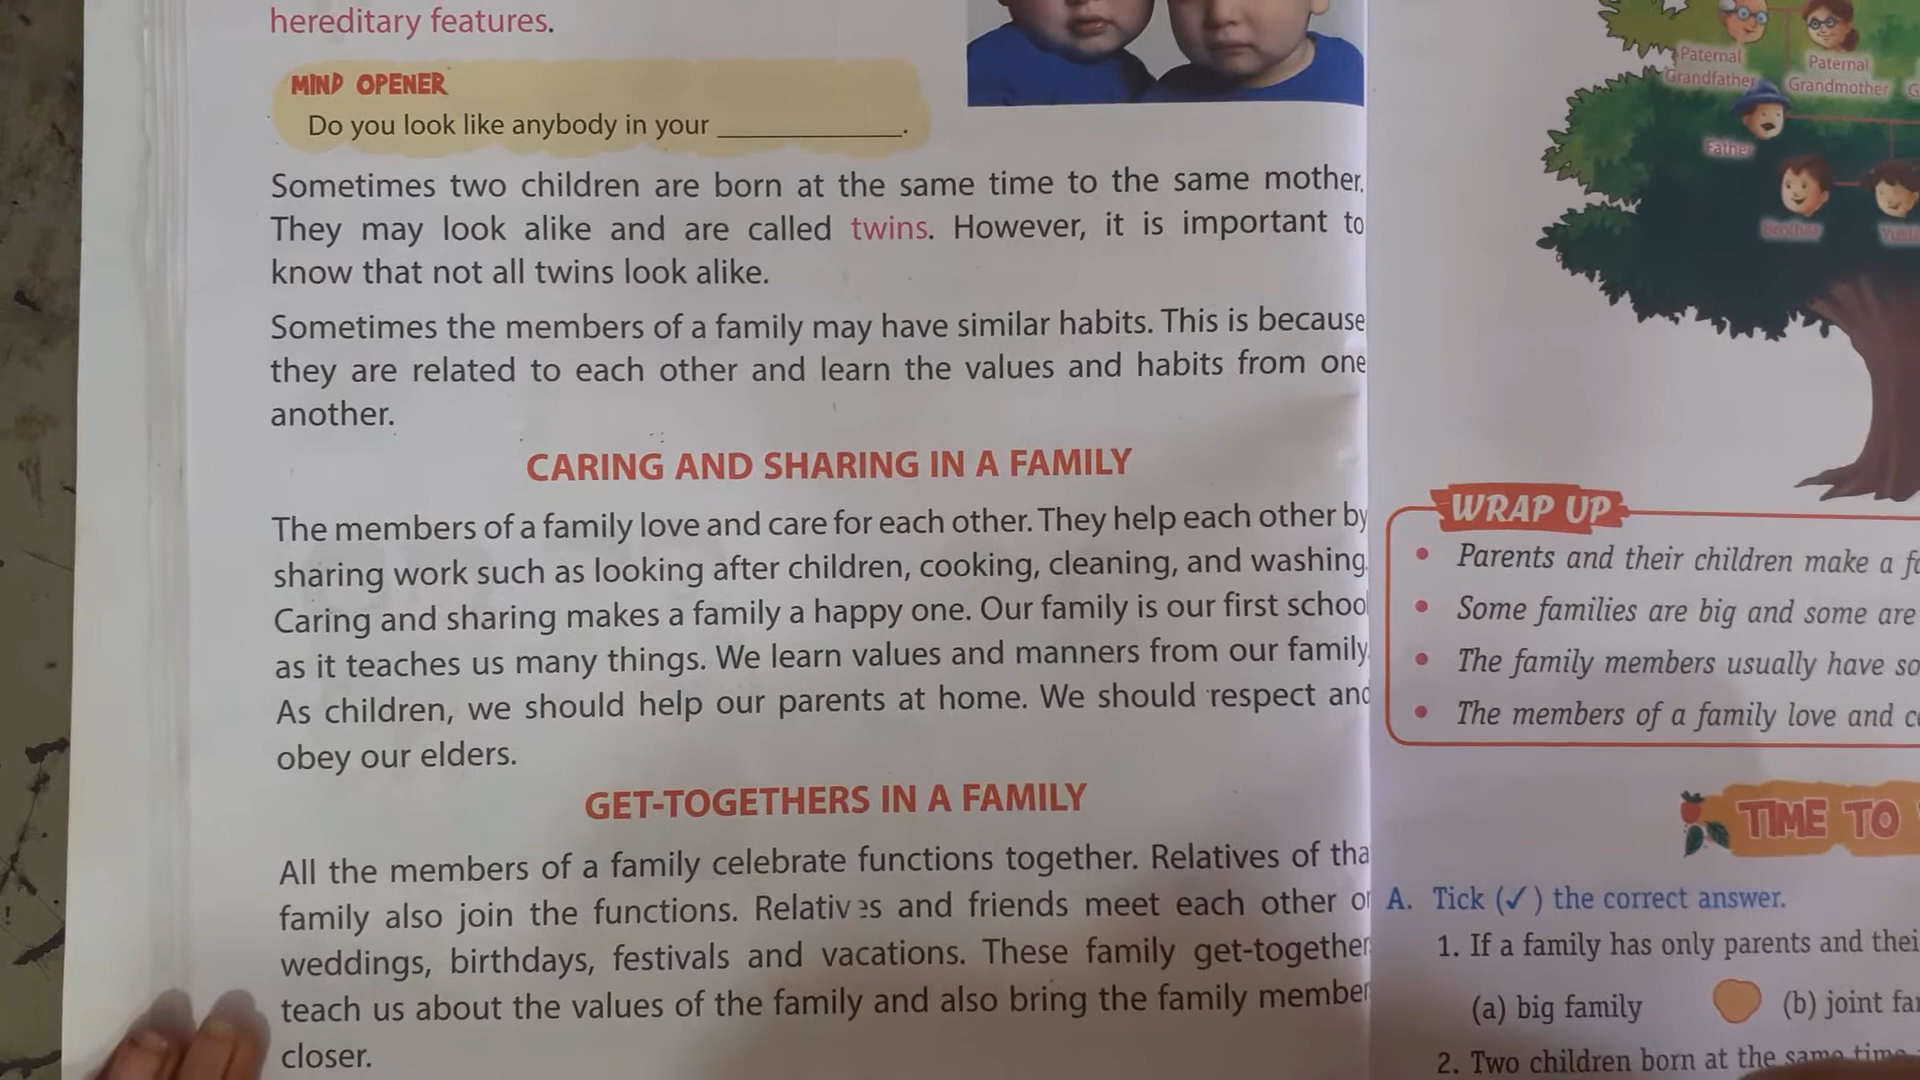 hereditary features.
MIND OPENER
Do you look like anybody in your ____________.
Sometimes two children are born at the same time to the same mother.
They may look alike and are called twins. However, it is important to
know that not all twins look alike.
Sometimes the members of a family may have similar habits. This is because
they are related to each other and learn the values and habits from one
another.
CARING AND SHARING IN A FAMILY
The members of a family love and care for each other. They help each other by
sharing work such as looking after children, cooking, cleaning, and washing
Caring and sharing makes a family a happy one. Our family is our first schoo
as it teaches us many things. We learn values and manners from our family
As children, we should help our parents at home. We should respect and
obey our elders.
GET-TOGETHERS IN A FAMILY
All the members of a family celebrate functions together. Relatives of tha
family also join the functions. Relatives and friends meet each other
weddings, birthdays, festivals and vacations. These family get-together
teach us about the values of the family and also bring the family member
closer.
Paternal
Grandfather
Paternal
Grandmother
Father
Brother
WRAP UP
• Parents and their children make a
• Some families are big and some are
• The family members usually have so
• The members of a family love and
TIME TO
A. Tick (✓) the correct answer.
1. If a family has only parents and thei
(a) big family
(b) joint
2. Two children born at the same time